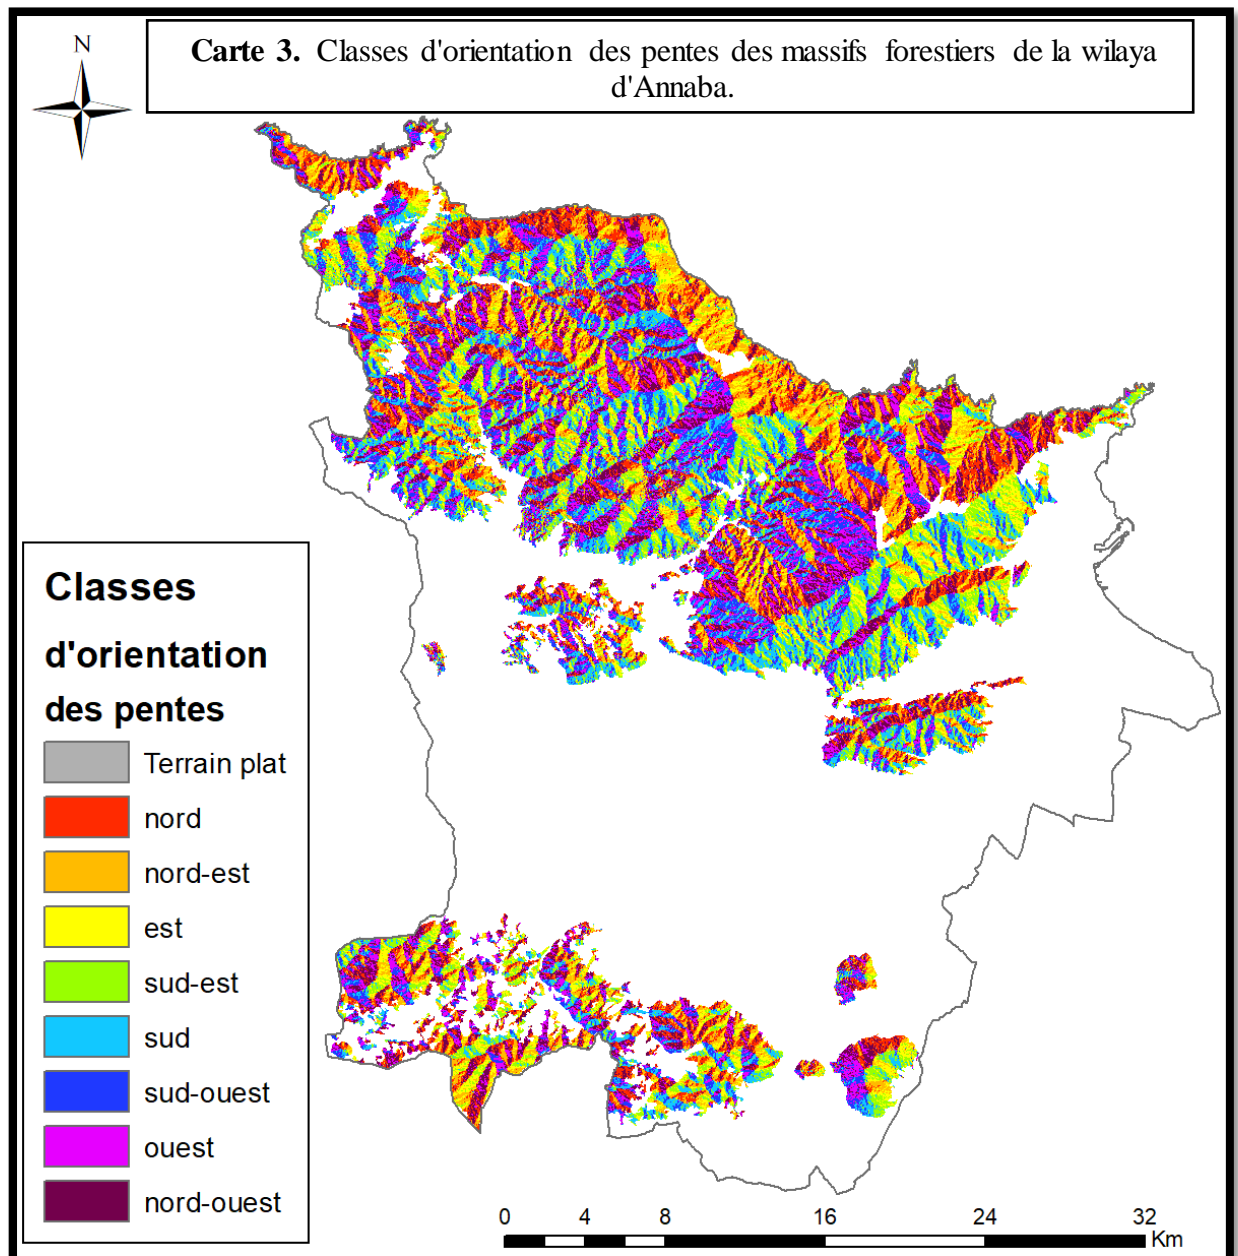 N
Carte 3. Classes d'orientation des pentes des massifs forestiers de la wilaya
d'Annaba.
Classes
d'orientation
des pentes
Terrain plat
nord
nord-est
est
sud-est
sud
sud-ouest
ouest
nord-ouest
0 4 8 16 24 32
Km